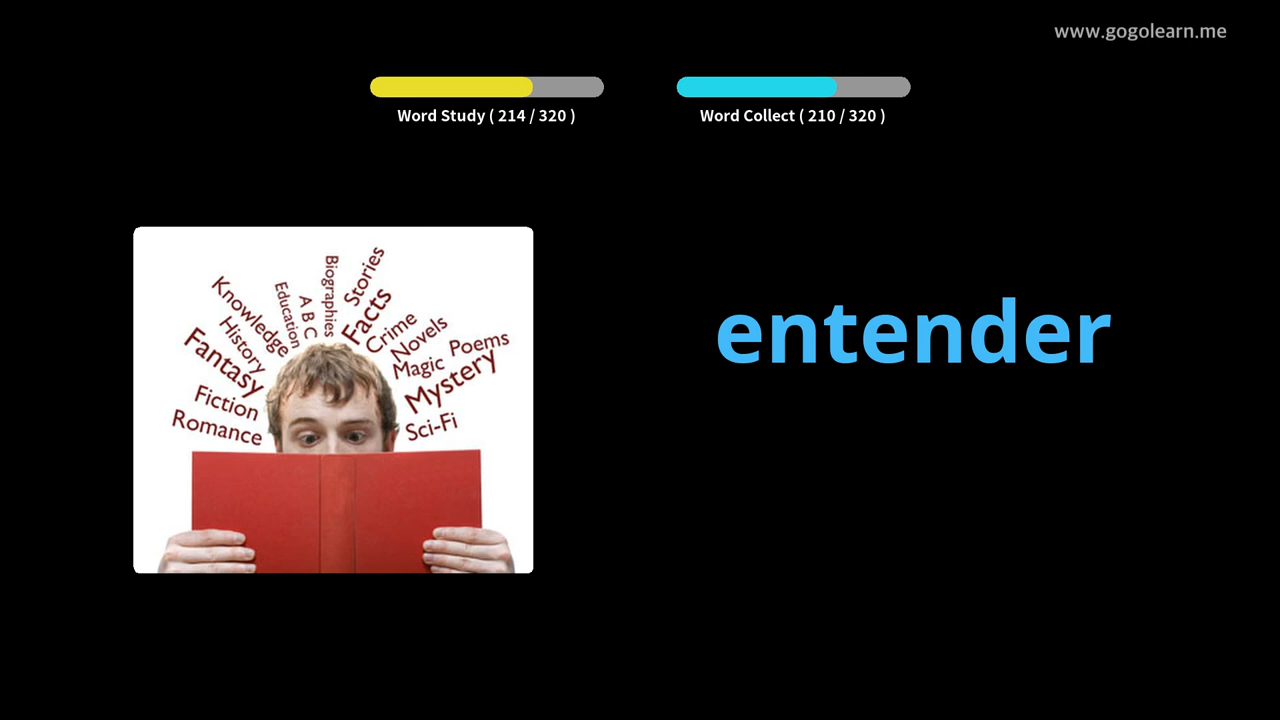 www.gogolearn.me
Word Study ( 214 / 320 )
Word Collect ( 210 / 320 )
Knowledge
Education
A B C
Biographies
Stories
Facts
History
Fantasy
Fiction
Romance
Crime
Novels
Magic
Poems
Mystery
Sci-Fi
entender